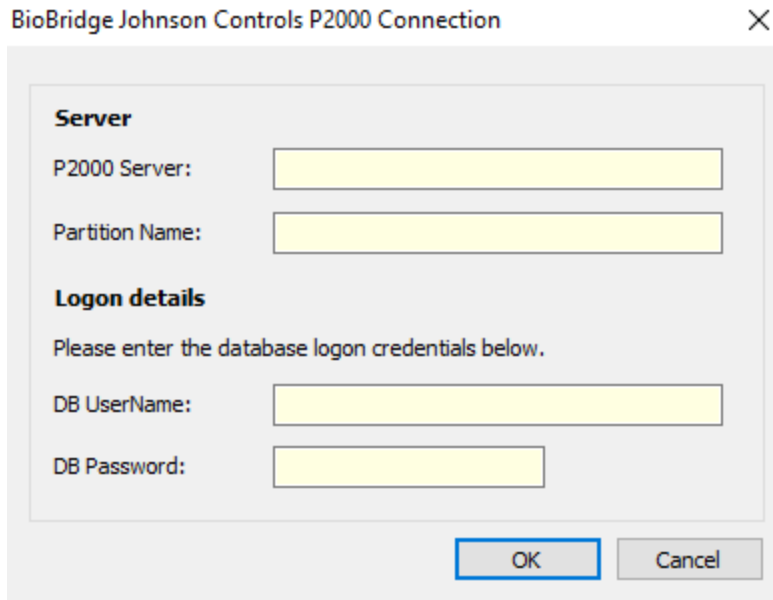 BioBridge Johnson Controls P2000 Connection
Server
P2000 Server:
Partition Name:
Logon details
Please enter the database logon credentials below.
DB UserName:
DB Password:
OK Cancel